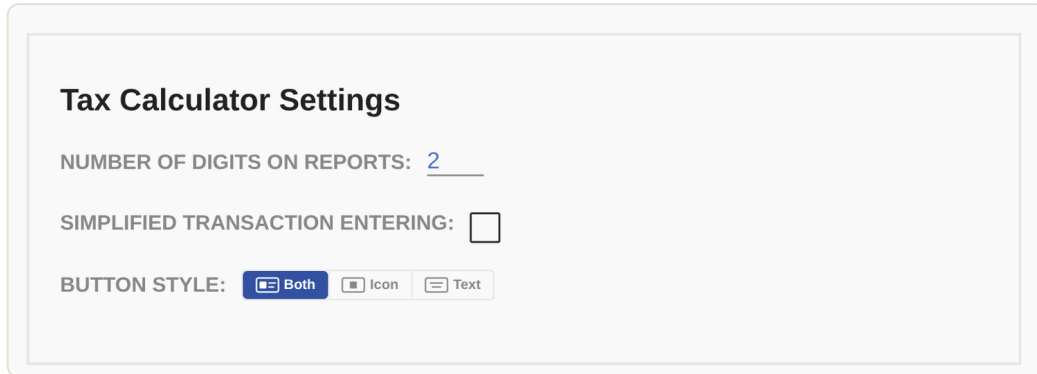 Tax Calculator Settings
NUMBER OF DIGITS ON REPORTS: 2
SIMPLIFIED TRANSACTION ENTERING:
BUTTON STYLE: Both Icon Text